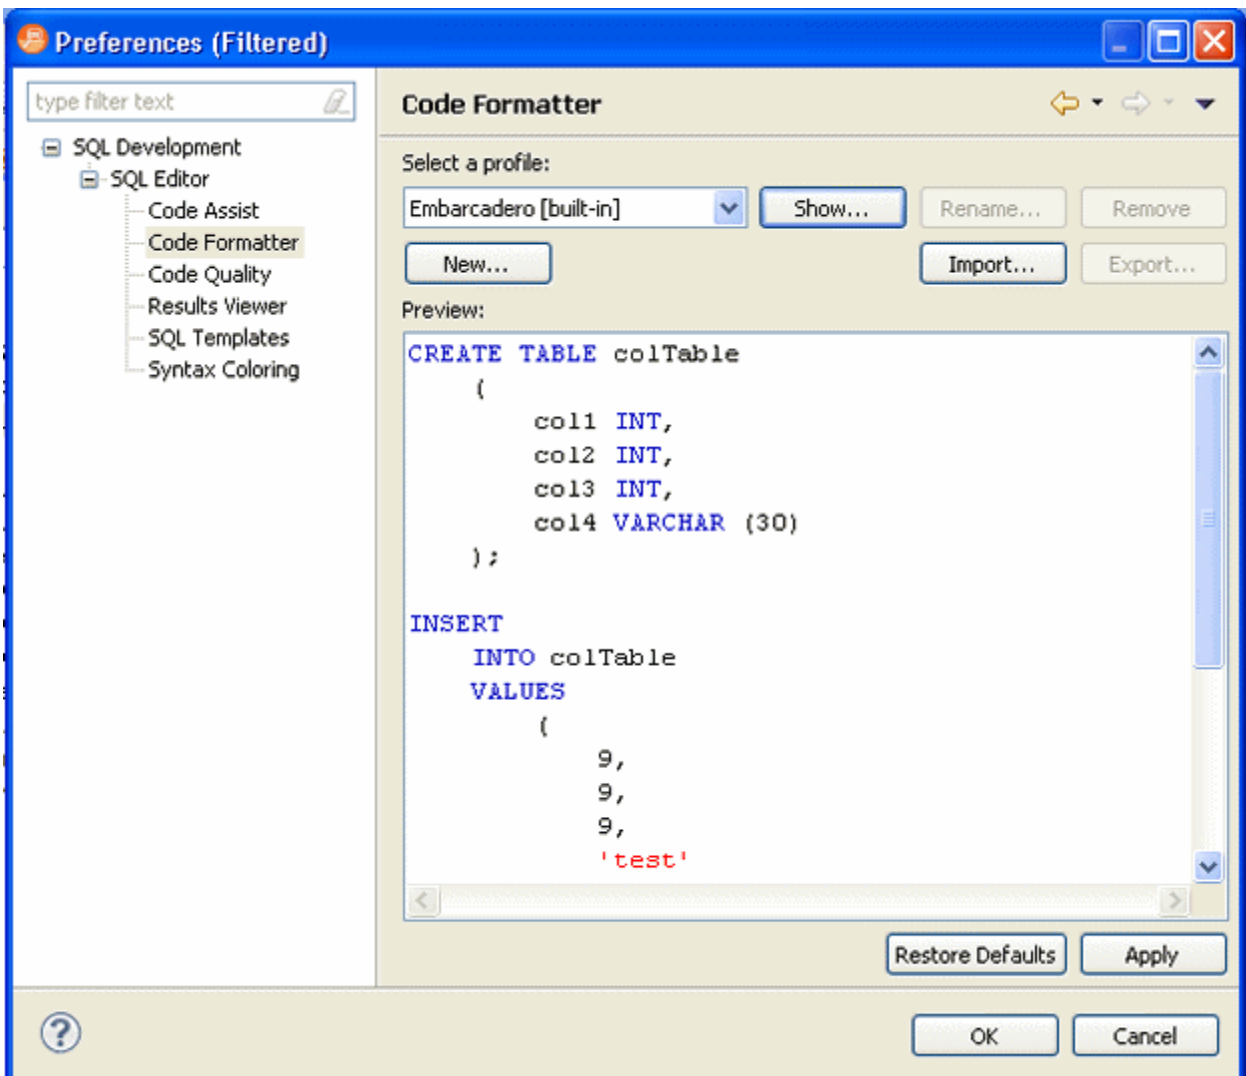 Preferences (Filtered)
type filter text
SQL Development
SQL Editor
Code Assist
Code Formatter
Code Quality
Results Viewer
SQL Templates
Syntax Coloring
Code Formatter
Select a profile:
Embarcadero [built-in]
Show...
Rename...
Remove
New...
Import...
Export...
Preview:
CREATE TABLE colTable
(
col1 INT,
col2 INT,
col3 INT,
col4 VARCHAR (30)
);
INSERT
INTO colTable
VALUES
(
9,
9,
9,
'test'
Restore Defaults
Apply
?
OK
Cancel